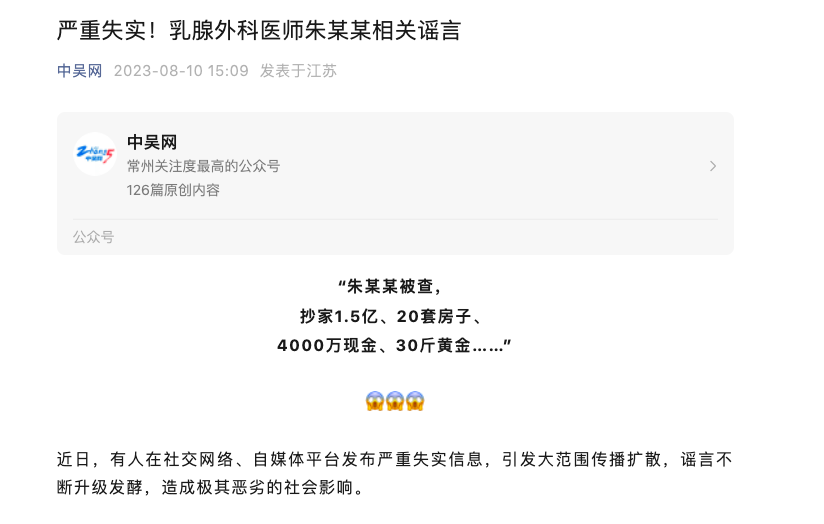 严重失实！乳腺外科医师朱某某相关谣言
中吴网 2023-08-10 15:09 发表于江苏
中吴网
常州关注度最高的公众号
126篇原创内容
公众号
“朱某某被查，
抄家1.5亿、20套房子、
4000万现金、30斤黄金……”
😱😱😱
近日，有人在社交网络、自媒体平台发布严重失实信息，引发大范围传播扩散，谣言不
断升级发酵，造成极其恶劣的社会影响。